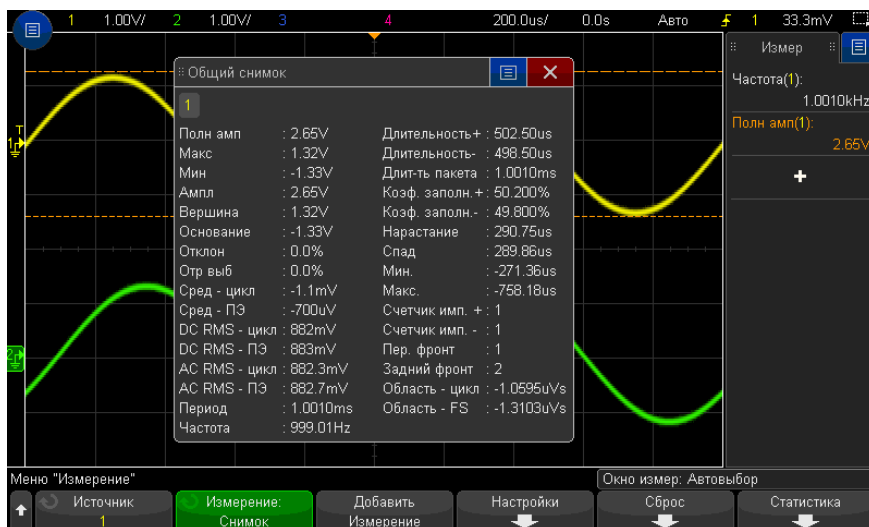 1 1.00V/ 2 1.00V/ 3 4 200.0us/ 0.0s Авто 1 33.3mV
Измер
Частота(1):
1.0010kHz
Полн амп(1):
2.65V
+
T
1
2
Общий снимок
1
Полн амп : 2.65V
Макс : 1.32V
Мин : -1.33V
Ампл : 2.65V
Вершина : 1.32V
Основание : -1.33V
Отклон : 0.0%
Отр выб : 0.0%
Сред - цикл : -1.1mV
Сред - ПЭ : -700uV
DC RMS - цикл : 882mV
DC RMS - ПЭ : 883mV
AC RMS - цикл : 882.3mV
AC RMS - ПЭ : 882.7mV
Период : 1.0010ms
Частота : 999.01Hz
Длительность+ : 502.50us
Длительность- : 498.50us
Длит-ть пакета : 1.0010ms
Коэф. заполн.+ : 50.200%
Коэф. заполн.- : 49.800%
Нарастание : 290.75us
Спад : 289.86us
Мин. : -271.36us
Макс. : -758.18us
Счетчик имп. + : 1
Счетчик имп. - : 1
Пер. фронт : 1
Задний фронт : 2
Область - цикл : -1.0595uVs
Область - FS : -1.3103uVs
Меню "Измерение"
Окно измер: Автовыбор
Источник
1
Измерение:
Снимок
Добавить
Измерение
Настройки
Сброс
Статистика